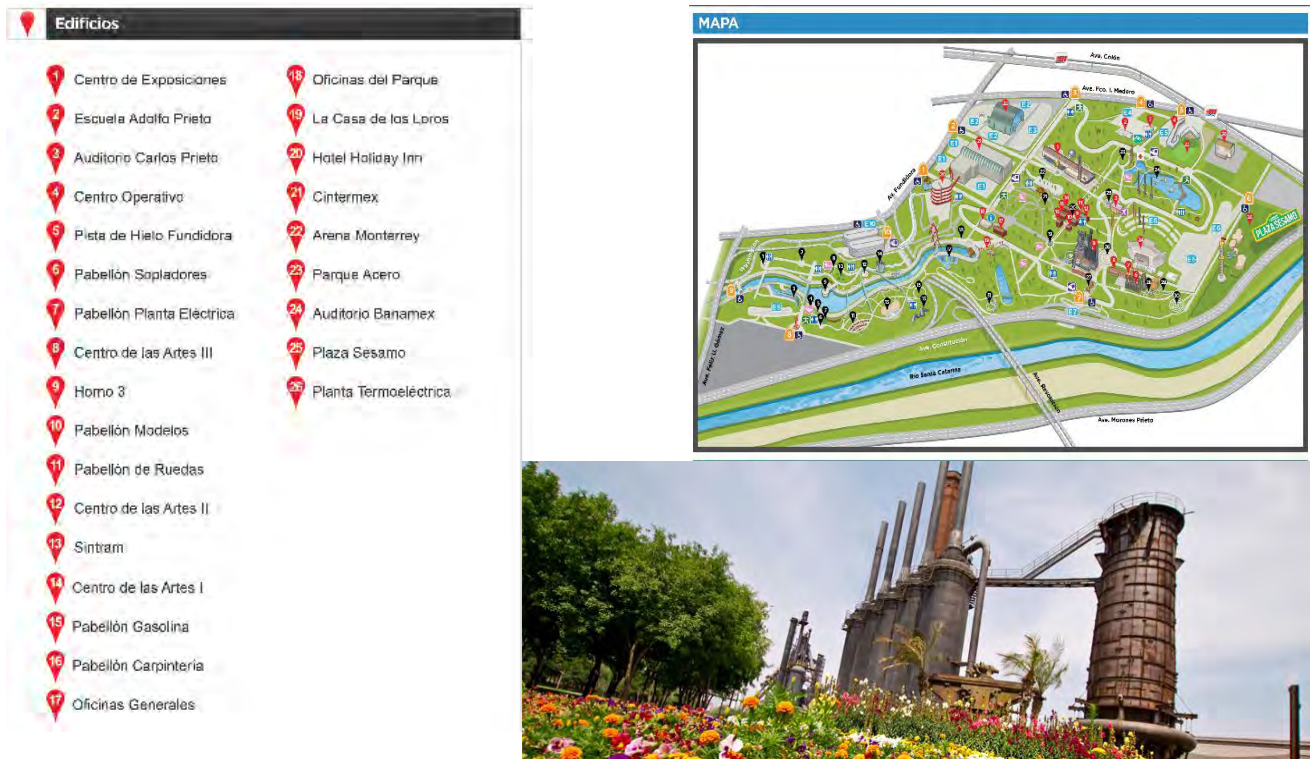 Edificios
1 Centro de Exposiciones
2 Escuela Adolfo Prieto
3 Auditorio Carlos Prieto
4 Centro Operativo
5 Pista de Hielo Fundidora
6 Pabellón Sopladores
7 Pabellón Planta Eléctrica
8 Centro de las Artes III
9 Horno 3
10 Pabellón Modelos
11 Pabellón de Ruedas
12 Centro de las Artes II
13 Sintram
14 Centro de las Artes I
15 Pabellón Gasolina
16 Pabellón Carpintería
17 Oficinas Generales
18 Oficinas del Parque
19 La Casa de los Loros
20 Hotel Holiday Inn
21 Cintermex
22 Arena Monterrey
23 Parque Acero
24 Auditorio Banamex
25 Plaza Sesamo
26 Planta Termoeléctrica
MAPA
Ave. Colón
Ave. Fco. I. Madero
Av. Fundidora
PLAZA SESAMO
Ave. Félix U. Gómez
Ave. Constitución
Río Santa Catarina
Ave. Revolución
Ave. Morones Prieto